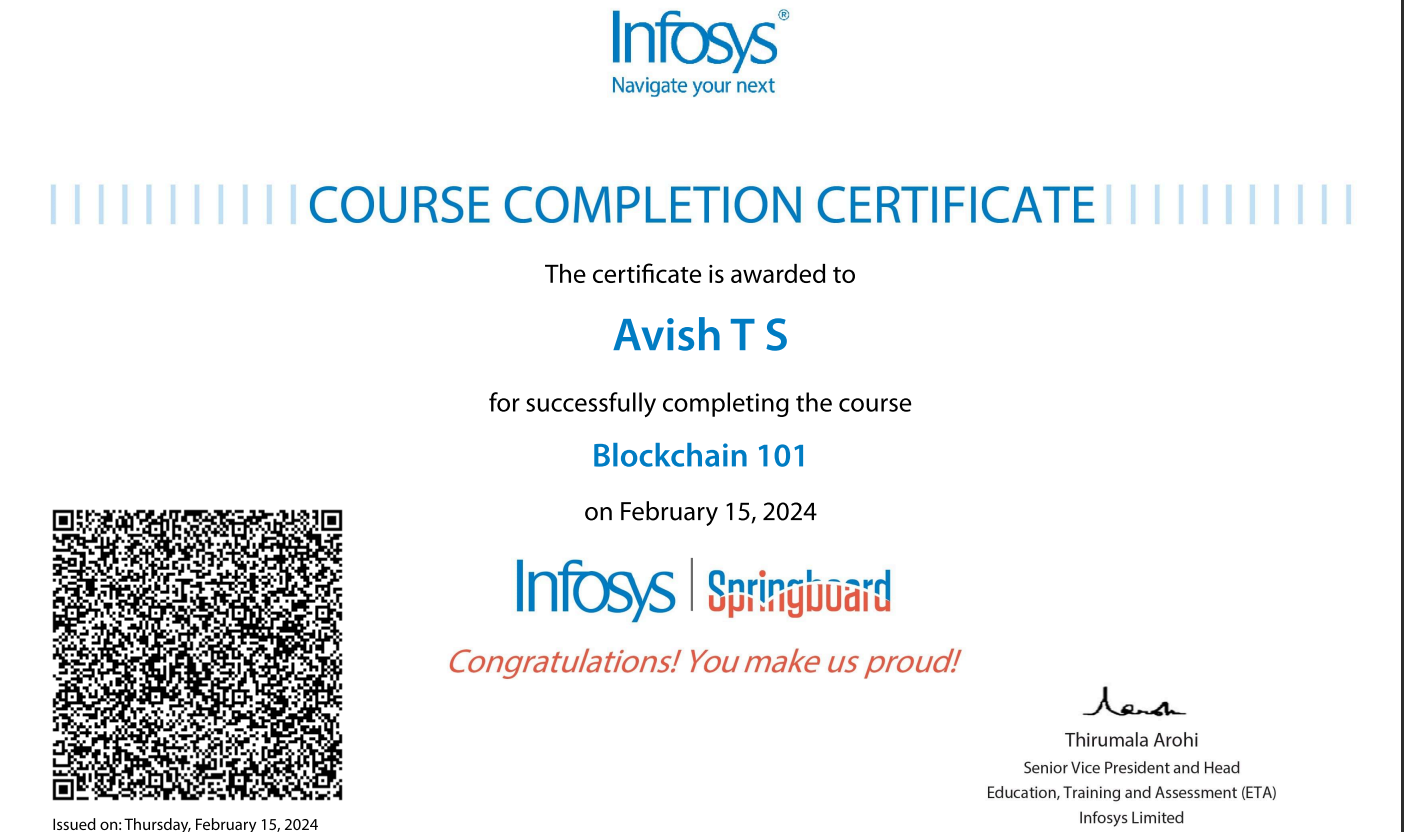 Infosys®
Navigate your next
COURSE COMPLETION CERTIFICATE
The certificate is awarded to
Avish T S
for successfully completing the course
Blockchain 101
on February 15, 2024
Infosys | Springboard
Congratulations! You make us proud!
Issued on: Thursday, February 15, 2024
Thirumala Arohi
Senior Vice President and Head
Education, Training and Assessment (ETA)
Infosys Limited